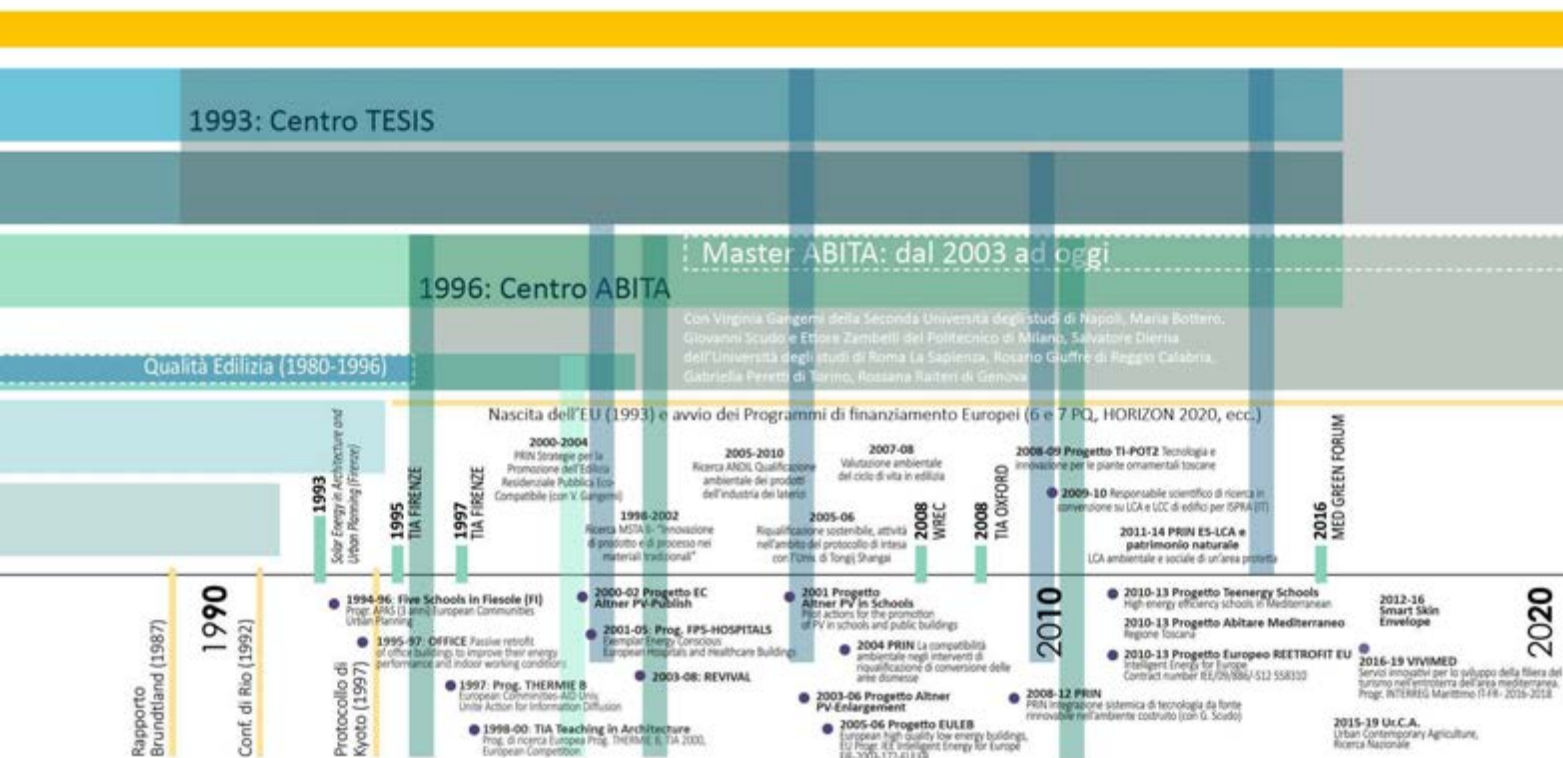 1993: Centro TESIS
Master ABITA: dal 2003 ad oggi
1996: Centro ABITA
Con Virginia Gangemi della Seconda Università degli studi di Napoli, Maria Bottero,
Giovanni Scudo e Ettore Zambelli del Politecnico di Milano, Salvatore Dierna
dell'Università degli studi di Roma La Sapienza, Rosario Giuffrè di Reggio Calabria,
Gabriella Peretti di Torino, Rossana Raiteri di Genova
Qualità Edilizia (1980-1996)
Nascita dell'EU (1993) e avvio dei Programmi di finanziamento Europei (6 e 7 PQ, HORIZON 2020, ecc.)
1993
Solar Energy in Architecture and
Urban Planning (Firenze)
1995
TIA FIRENZE
1997
TIA FIRENZE
2000-2004
PRIN Strategie per la
Promozione dell'Edilizia
Residenziale Pubblica Eco-
Compatibile (con V. Gangemi)
1998-2002
Ricerca MSTA II- "Innovazione
di prodotto e di processo nei
materiali tradizionali"
2005-2010
Ricerca ANDIL Qualificazione
ambientale dei prodotti
dell'industria dei laterizi
2005-06
Riqualificazione sostenibile, attività
nell'ambito del protocollo di intesa
con l'Univ. di Tongji Shangai
2007-08
Valutazione ambientale
del ciclo di vita in edilizia
2008
WREC
2008
TIA OXFORD
2008-09 Progetto TI-POT2 Tecnologia e
innovazione per le piante ornamentali toscane
2009-10 Responsabile scientifico di ricerca in
convenzione su LCA e LCC di edifici per ISPRA (IT)
2011-14 PRIN ES-LCA e
patrimonio naturale
LCA ambientale e sociale di un'area protetta
2016
MED GREEN FORUM
Rapporto
Brundtland (1987)
1990
Conf. di Rio (1992)
Protocollo di
Kyoto (1997)
1994-96: Five Schools in Fiesole (FI)
Progr. APAS (3 anni) European Communities
Urban Planning
1995-97: OFFICE Passive retrofit
of office buildings to improve their energy
performance and indoor working conditions
1997: Prog. THERMIE B
European Committies-AID Univ.
Unite Action for Information Diffusion
1998-00: TIA Teaching in Architecture
Prog. di ricerca Europea Prog. THERMIE B, TIA 2000,
European Competition
2000-02 Progetto EC
Altner PV-Publish
2001-05: Prog. FPS-HOSPITALS
Exemplar Energy Conscious
European Hospitals and Healthcare Buildings
2003-08: REVIVAL
2001 Progetto
Altner PV in Schools
Pilot actions for the promotion
of PV in schools and public buildings
2004 PRIN La compatibilità
ambientale negli interventi di
riqualificazione di conversione delle
aree dismesse
2003-06 Progetto Altner
PV-Enlargement
2005-06 Progetto EULEB
European high quality low energy buildings,
EU Progr. IEE Intelligent Energy for Europe
2010
2008-12 PRIN
PRIN Integrazione sistemica di tecnologia da fonte
rinnovabile nell'ambiente costruito (con G. Scudo)
2010-13 Progetto Teenergy Schools
High energy efficiency schools in Mediterranean
2010-13 Progetto Abitare Mediterraneo
Regione Toscana
2010-13 Progetto Europeo REETROFIT EU
Intelligent Energy for Europe
Contract number IEE/09/886/-S12 558310
2012-16
Smart Skin
Envelope
2016-19 VIVIMED
Servizi innovativi per lo sviluppo della filiera del
turismo nell'entroterra dell'area mediterranea.
Progr. INTERREG Marittimo IT-FR- 2016-2018
2015-19 Ur.C.A.
Urban Contemporary Agriculture,
Ricerca Nazionale
2020